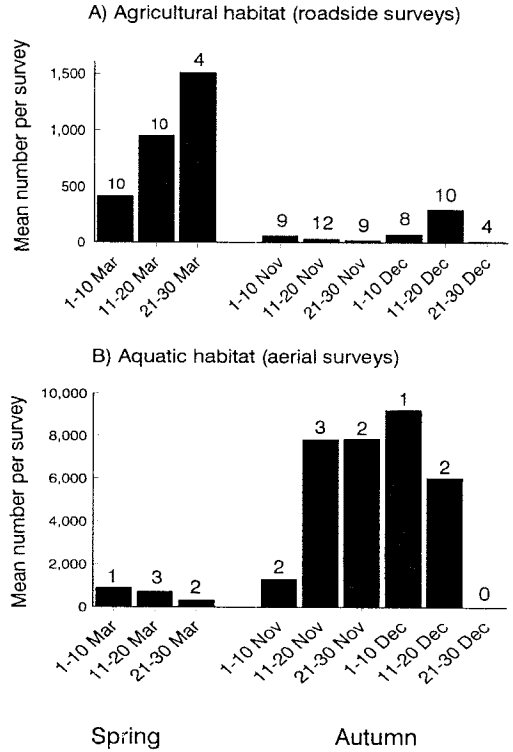 A) Agricultural habitat (roadside surveys)
Mean number per survey
1,500
1,000
500
0
10
10
4
9
12
9
8
10
4
1-10 Mar
11-20 Mar
21-30 Mar
1-10 Nov
11-20 Nov
21-30 Nov
1-10 Dec
11-20 Dec
21-30 Dec
B) Aquatic habitat (aerial surveys)
Mean number per survey
10,000
8,000
6,000
4,000
2,000
0
1
3
2
2
3
2
1
2
0
1-10 Mar
11-20 Mar
21-30 Mar
1-10 Nov
11-20 Nov
21-30 Nov
1-10 Dec
11-20 Dec
21-30 Dec
Spring
Autumn